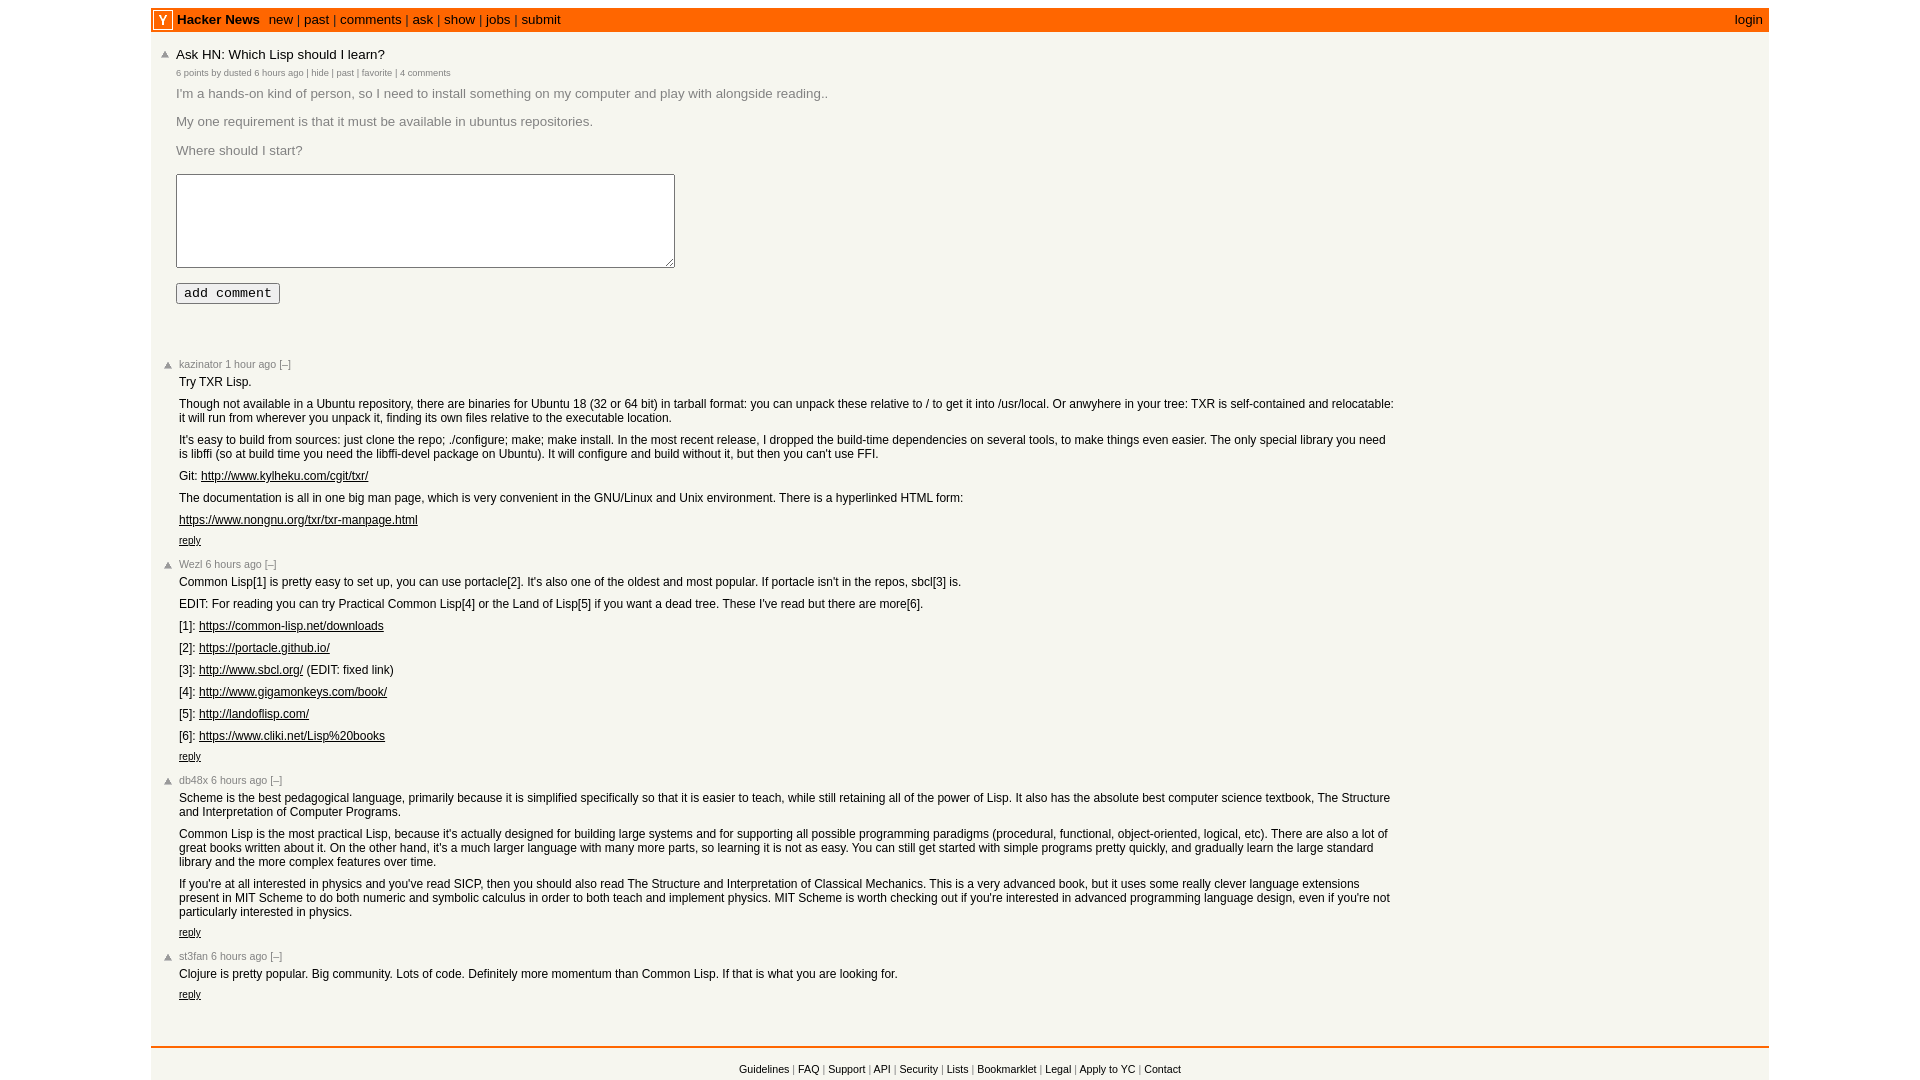 Y Hacker News new | past | comments | ask | show | jobs | submit login
Ask HN: Which Lisp should I learn?
6 points by dusted 6 hours ago | hide | past | favorite | 4 comments
I'm a hands-on kind of person, so I need to install something on my computer and play with alongside reading..
My one requirement is that it must be available in ubuntus repositories.
Where should I start?
add comment
kazinator 1 hour ago [–]
Try TXR Lisp.
Though not available in a Ubuntu repository, there are binaries for Ubuntu 18 (32 or 64 bit) in tarball format: you can unpack these relative to / to get it into /usr/local. Or anwyhere in your tree: TXR is self-contained and relocatable:
it will run from wherever you unpack it, finding its own files relative to the executable location.
It's easy to build from sources: just clone the repo; ./configure; make; make install. In the most recent release, I dropped the build-time dependencies on several tools, to make things even easier. The only special library you need
is libffi (so at build time you need the libffi-devel package on Ubuntu). It will configure and build without it, but then you can't use FFI.
Git: http://www.kylheku.com/cgit/txr/
The documentation is all in one big man page, which is very convenient in the GNU/Linux and Unix environment. There is a hyperlinked HTML form:
https://www.nongnu.org/txr/txr-manpage.html
reply
Wezl 6 hours ago [–]
Common Lisp[1] is pretty easy to set up, you can use portacle[2]. It's also one of the oldest and most popular. If portacle isn't in the repos, sbcl[3] is.
EDIT: For reading you can try Practical Common Lisp[4] or the Land of Lisp[5] if you want a dead tree. These I've read but there are more[6].
[1]: https://common-lisp.net/downloads
[2]: https://portacle.github.io/
[3]: http://www.sbcl.org/ (EDIT: fixed link)
[4]: http://www.gigamonkeys.com/book/
[5]: http://landoflisp.com/
[6]: https://www.cliki.net/Lisp%20books
reply
db48x 6 hours ago [–]
Scheme is the best pedagogical language, primarily because it is simplified specifically so that it is easier to teach, while still retaining all of the power of Lisp. It also has the absolute best computer science textbook, The Structure
and Interpretation of Computer Programs.
Common Lisp is the most practical Lisp, because it's actually designed for building large systems and for supporting all possible programming paradigms (procedural, functional, object-oriented, logical, etc). There are also a lot of
great books written about it. On the other hand, it's a much larger language with many more parts, so learning it is not as easy. You can still get started with simple programs pretty quickly, and gradually learn the large standard
library and the more complex features over time.
If you're at all interested in physics and you've read SICP, then you should also read The Structure and Interpretation of Classical Mechanics. This is a very advanced book, but it uses some really clever language extensions
present in MIT Scheme to do both numeric and symbolic calculus in order to both teach and implement physics. MIT Scheme is worth checking out if you're interested in advanced programming language design, even if you're not
particularly interested in physics.
reply
st3fan 6 hours ago [–]
Clojure is pretty popular. Big community. Lots of code. Definitely more momentum than Common Lisp. If that is what you are looking for.
reply
Guidelines | FAQ | Support | API | Security | Lists | Bookmarklet | Legal | Apply to YC | Contact